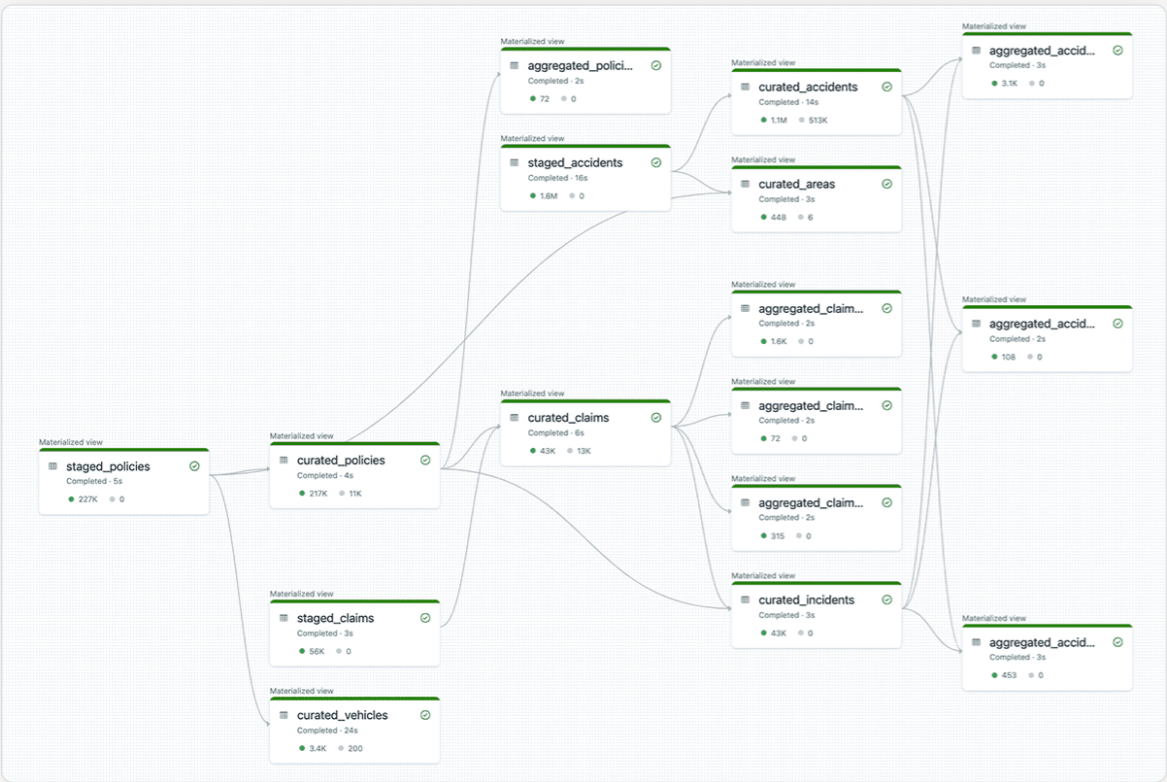 Materialized view
staged_policies
Completed · 5s
227K 0
Materialized view
curated_policies
Completed · 4s
217K 11K
Materialized view
staged_claims
Completed · 3s
56K 0
Materialized view
curated_vehicles
Completed · 24s
3.4K 200
Materialized view
aggregated_polici...
Completed · 2s
72 0
Materialized view
staged_accidents
Completed · 16s
1.6M 0
Materialized view
curated_claims
Completed · 6s
43K 13K
Materialized view
curated_accidents
Completed · 14s
1.1M 513K
Materialized view
curated_areas
Completed · 3s
448 6
Materialized view
aggregated_claim...
Completed · 2s
1.6K 0
Materialized view
aggregated_claim...
Completed · 2s
72 0
Materialized view
aggregated_claim...
Completed · 2s
315 0
Materialized view
curated_incidents
Completed · 3s
43K 0
Materialized view
aggregated_accid...
Completed · 3s
3.1K 0
Materialized view
aggregated_accid...
Completed · 2s
108 0
Materialized view
aggregated_accid...
Completed · 3s
453 0